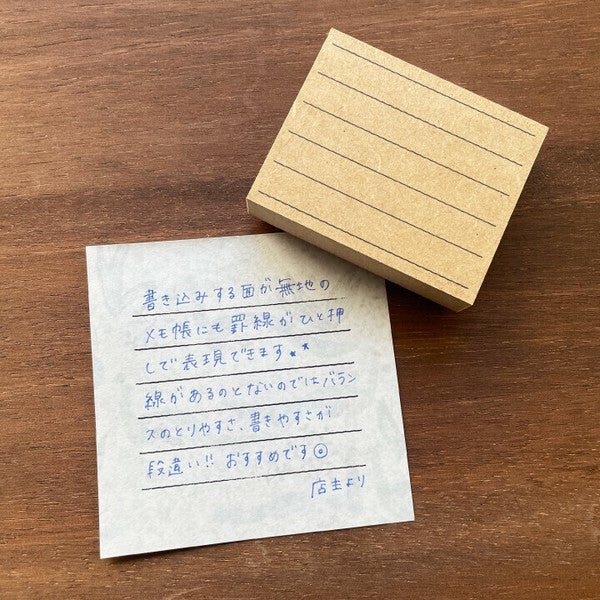 書き込みする面が無地の
メモ帳にも罫線がひと押
しで表現できます★★
線があるのとないのではバラン
スのとりやすさ、書きやすさが
段違い!! おすすめです◎
店主より